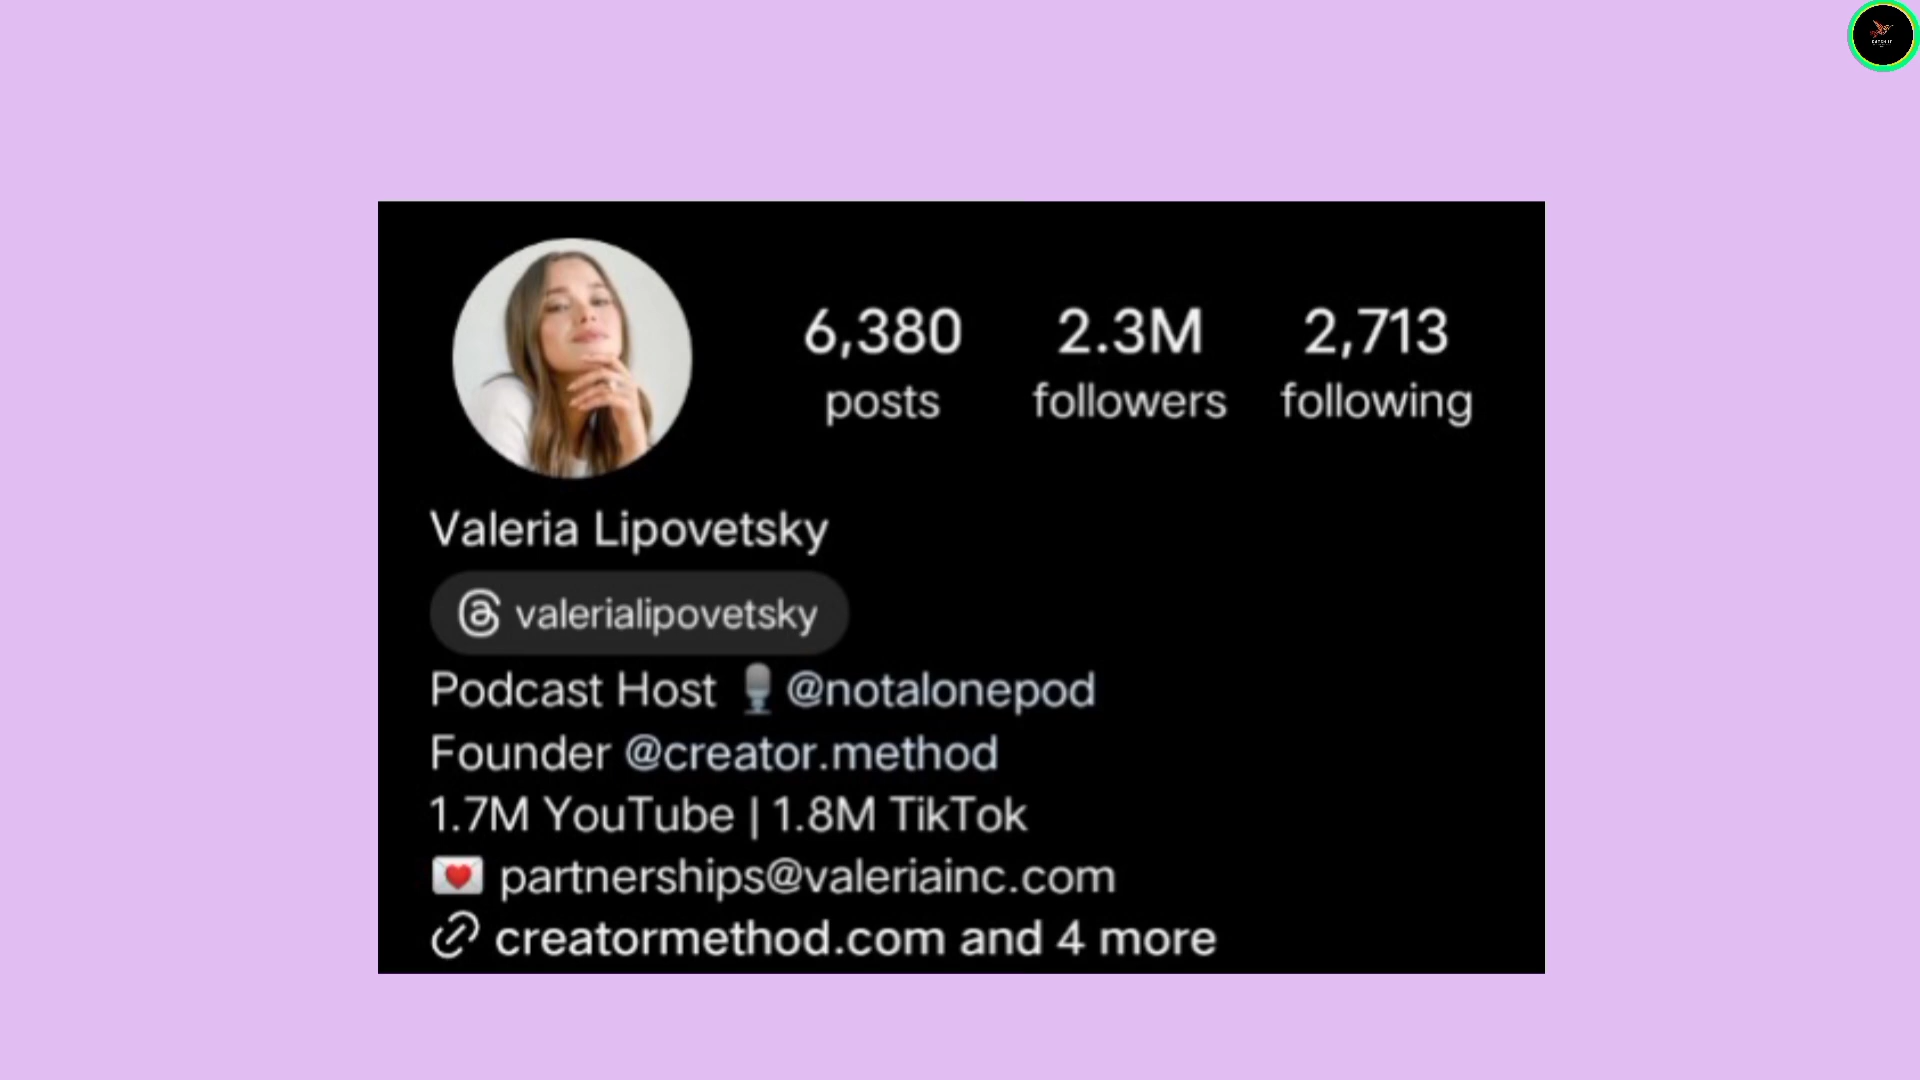 6,380 2.3M 2,713
posts followers following
Valeria Lipovetsky
valerialipovetsky
Podcast Host 🎙️@notalonepod
Founder @creator.method
1.7M YouTube | 1.8M TikTok
💌 partnerships@valeriainc.com
creatormethod.com and 4 more